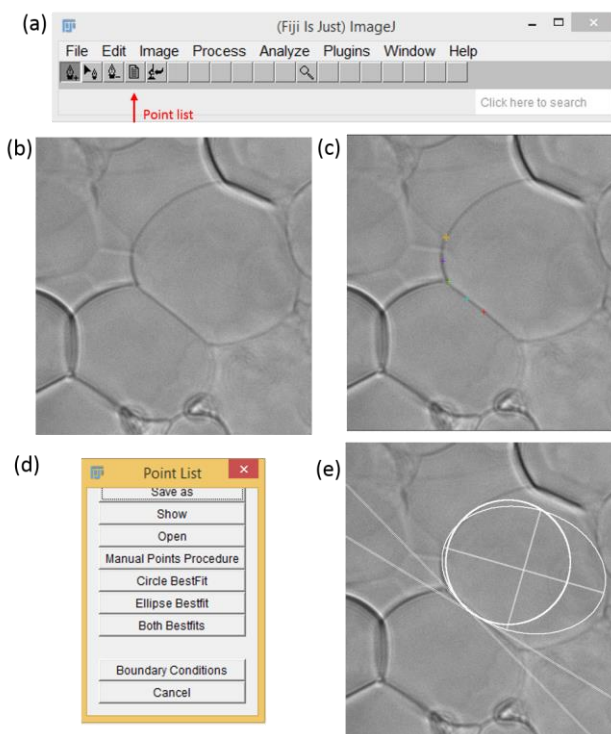 (a)
(Fiji Is Just) ImageJ
File Edit Image Process Analyze Plugins Window Help
Click here to search
Point list
(b)
(c)
(d)
Point List
Save as
Show
Open
Manual Points Procedure
Circle BestFit
Ellipse Bestfit
Both Bestfits
Boundary Conditions
Cancel
(e)